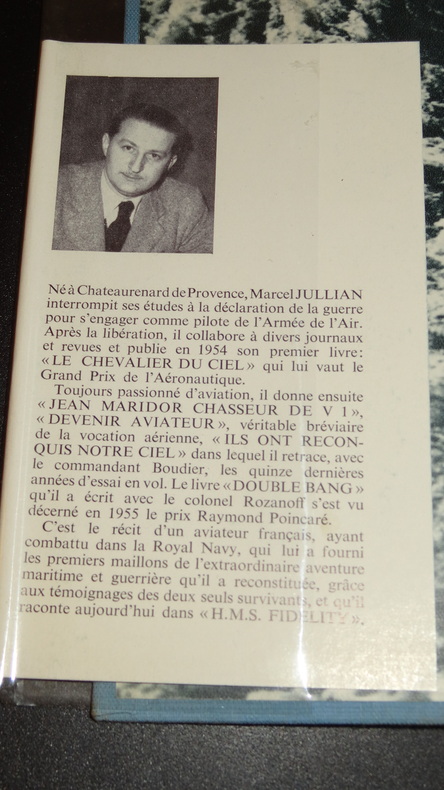 Né à Chateaurenard de Provence, Marcel JULLIAN
interrompit ses études à la déclaration de la guerre
pour s'engager comme pilote de l'Armée de l'Air.
Après la libération, il collabore à divers journaux
et revues et publie en 1954 son premier livre:
« LE CHEVALIER DU CIEL » qui lui vaut le
Grand Prix de l'Aéronautique.
Toujours passionné d'aviation, il donne ensuite
« JEAN MARIDOR CHASSEUR DE V 1 »,
« DEVENIR AVIATEUR », véritable bréviaire
de la vocation aérienne, « ILS ONT RECON-
QUIS NOTRE CIEL » dans lequel il retrace, avec
le commandant Boudier, les quinze dernières
années d'essai en vol. Le livre « DOUBLE BANG »
qu'il a écrit avec le colonel Rozanoff s'est vu
décerné en 1955 le prix Raymond Poincaré.
C'est le récit d'un aviateur français, ayant
combattu dans la Royal Navy, qui lui a fourni
les premiers maillons de l'extraordinaire aventure
maritime et guerrière qu'il a reconstituée, grâce
aux témoignages des deux seuls survivants, et qu'il
raconte aujourd'hui dans « H.M.S. FIDELITY ».